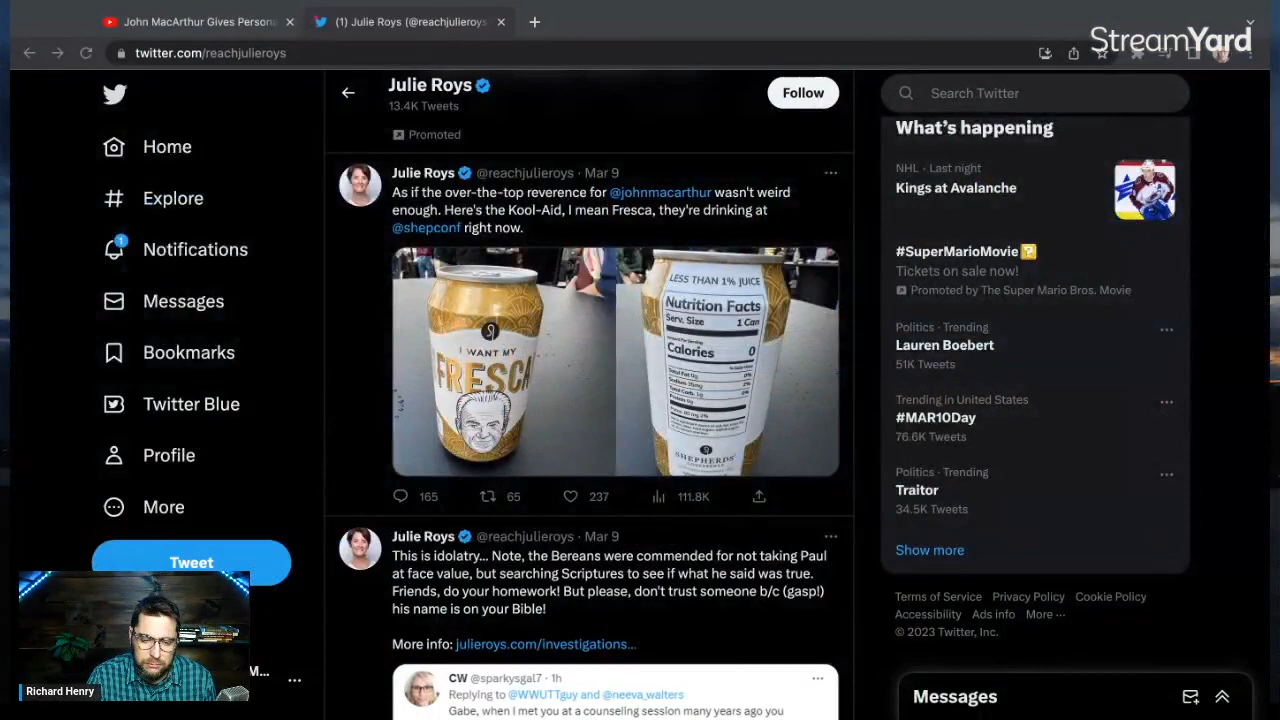 John MacArthur Gives Persona
(1) Julie Roys (@reachjulieroys
StreamYard
twitter.com/reachjulieroys
Home
Explore
1
Notifications
Messages
Bookmarks
Twitter Blue
Profile
More
Tweet
M...
Richard Henry
Julie Roys
13.4K Tweets
Follow
Promoted
Julie Roys @reachjulieroys · Mar 9
As if the over-the-top reverence for @johnmacarthur wasn't weird
enough. Here's the Kool-Aid, I mean Fresca, they're drinking at
@shepconf right now.
I WANT MY
FRESCA
LESS THAN 1% JUICE
Nutrition Facts
Serv. Size 1 Can
Calories 0
SHEPHERDS'
165 65 237 111.8K
Julie Roys @reachjulieroys · Mar 9
This is idolatry... Note, the Bereans were commended for not taking Paul
at face value, but searching Scriptures to see if what he said was true.
Friends, do your homework! But please, don't trust someone b/c (gasp!)
his name is on your Bible!
More info: julieroys.com/investigations...
CW @sparkysgal7 · 1h
Replying to @WWUTTguy and @neeva_walters
Gabe, when I met you at a counseling session many years ago you
Search Twitter
What's happening
NHL · Last night
Kings at Avalanche
#SuperMarioMovie
Tickets on sale now!
Promoted by The Super Mario Bros. Movie
Politics · Trending
Lauren Boebert
51K Tweets
Trending in United States
#MAR10Day
76.6K Tweets
Politics · Trending
Traitor
34.5K Tweets
Show more
Terms of Service Privacy Policy Cookie Policy
Accessibility Ads info More ...
© 2023 Twitter, Inc.
Messages